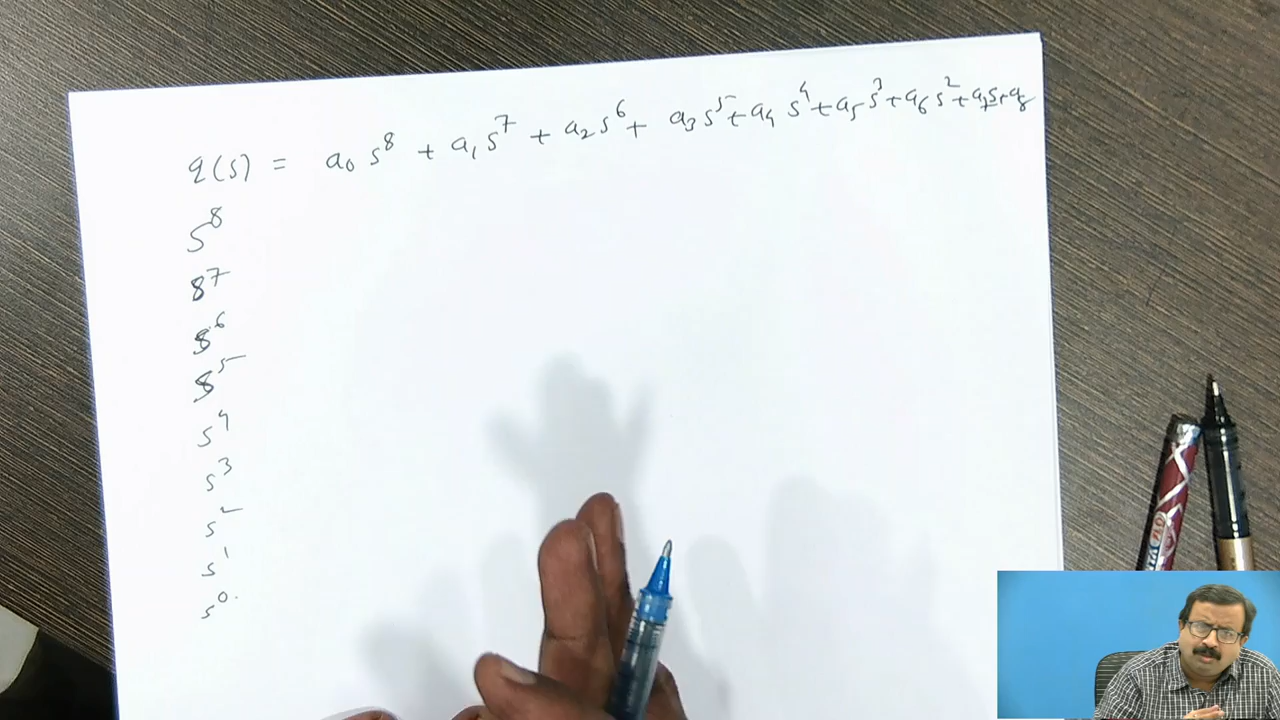 q(s) = a₀ s⁸ + a₁ s⁷ + a₂ s⁶ + a₃ s⁵ + a₄ s⁴ + a₅ s³ + a₆ s² + a₇ s + a₈
s⁸
s⁷
s⁶
s⁵
s⁴
s³
s²
s¹
s⁰